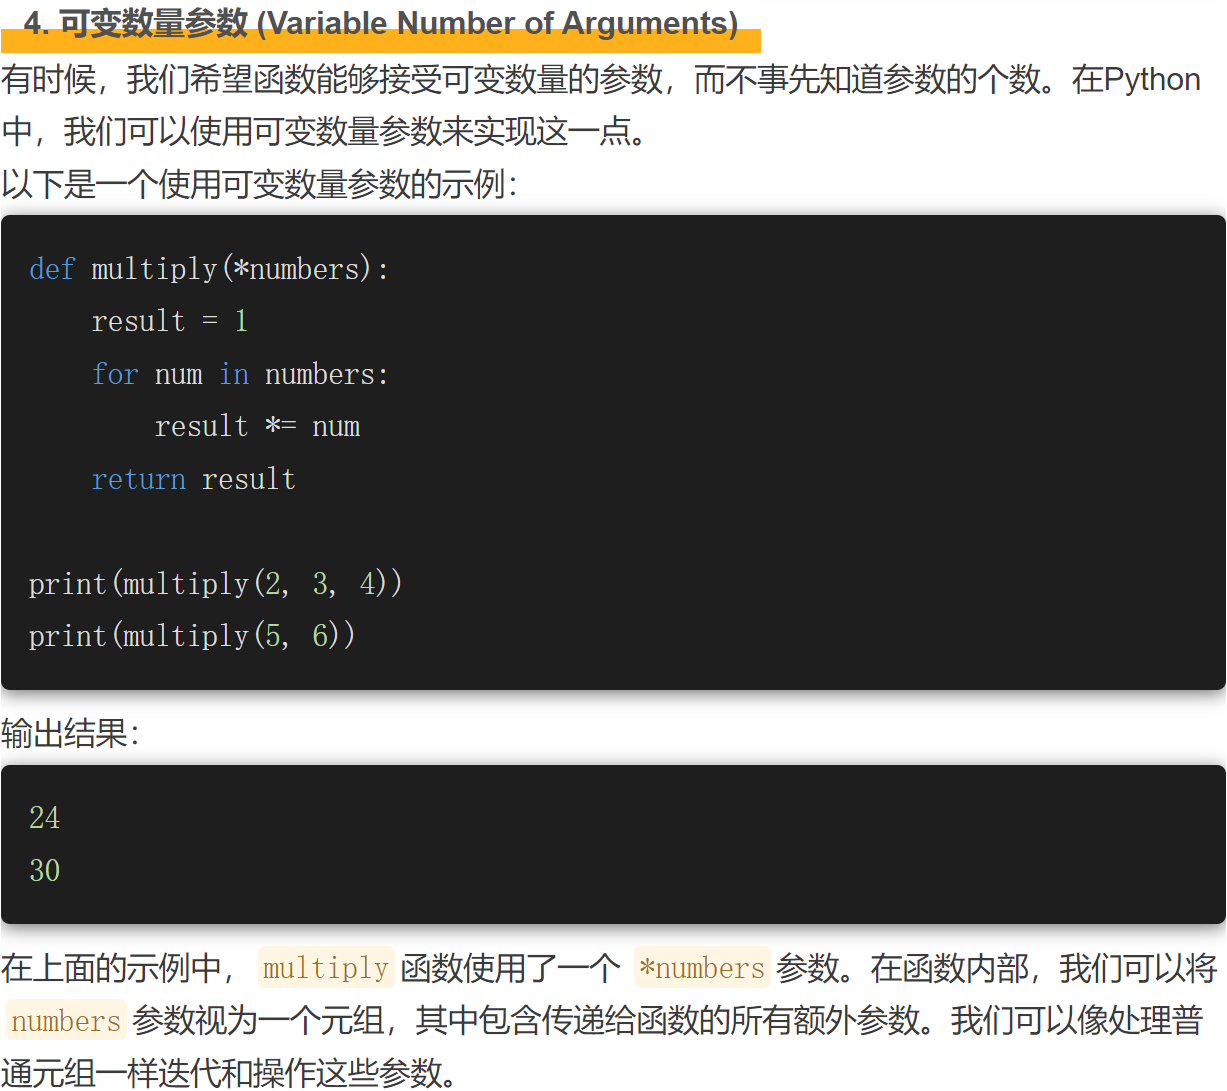 4. 可变数量参数 (Variable Number of Arguments)
有时候，我们希望函数能够接受可变数量的参数，而不事先知道参数的个数。在Python
中，我们可以使用可变数量参数来实现这一点。
以下是一个使用可变数量参数的示例：
def multiply(*numbers):
    result = 1
    for num in numbers:
        result *= num
    return result
print(multiply(2, 3, 4))
print(multiply(5, 6))
输出结果：
24
30
在上面的示例中， multiply 函数使用了一个 *numbers 参数。在函数内部，我们可以将
numbers 参数视为一个元组，其中包含传递给函数的所有额外参数。我们可以像处理普
通元组一样迭代和操作这些参数。